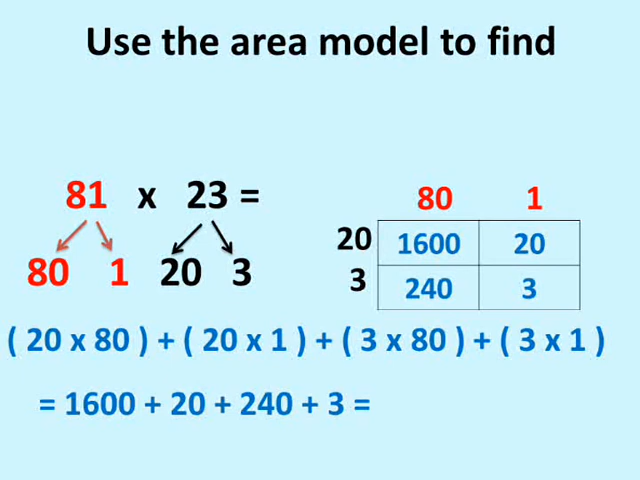 Use the area model to find
81 x 23 =
80 1 20 3
80 1
20 1600 20
3 240 3
( 20 x 80 ) + ( 20 x 1 ) + ( 3 x 80 ) + ( 3 x 1 )
= 1600 + 20 + 240 + 3 =